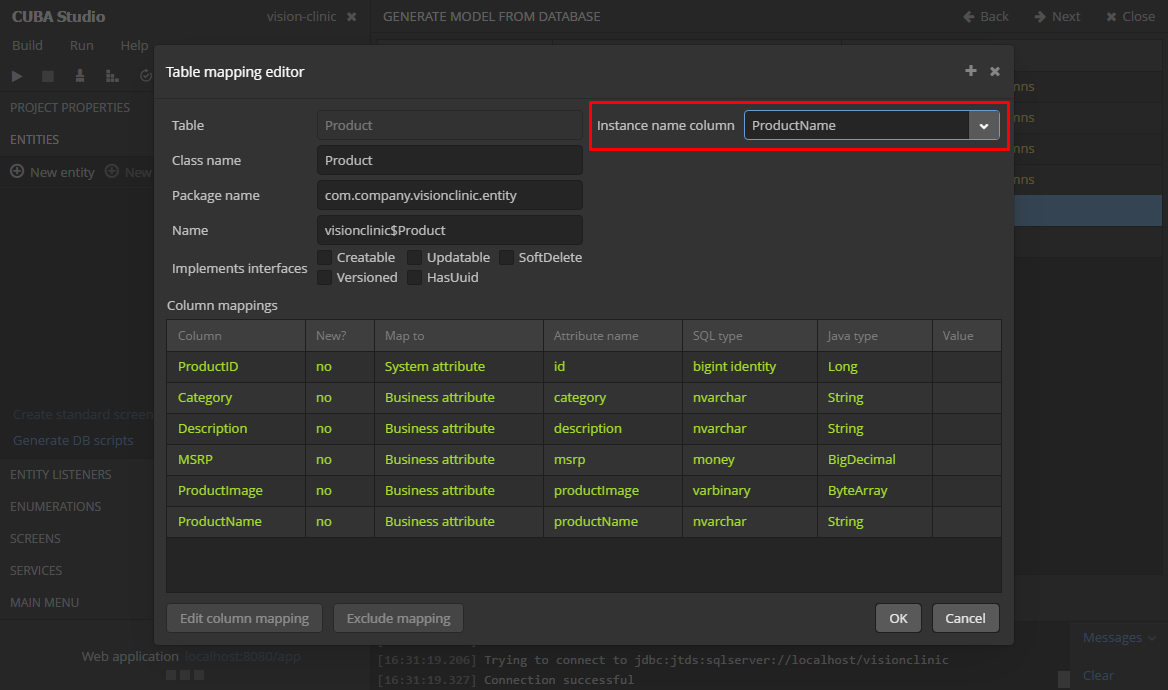 CUBA Studio
vision-clinic
GENERATE MODEL FROM DATABASE
Back Next Close
Build Run Help
Table mapping editor
PROJECT PROPERTIES
ENTITIES
New entity New
Table Product
Instance name column ProductName
Class name Product
Package name com.company.visionclinic.entity
Name visionclinic$Product
Implements interfaces
Creatable Updatable SoftDelete
Versioned HasUuid
Column mappings
Column New? Map to Attribute name SQL type Java type Value
ProductID no System attribute id bigint identity Long
Category no Business attribute category nvarchar String
Description no Business attribute description nvarchar String
MSRP no Business attribute msrp money BigDecimal
ProductImage no Business attribute productImage varbinary ByteArray
ProductName no Business attribute productName nvarchar String
Edit column mapping Exclude mapping OK Cancel
mns
mns
mns
mns
Create standard screen
Generate DB scripts
ENTITY LISTENERS
ENUMERATIONS
SCREENS
SERVICES
MAIN MENU
Web application localhost:8080/app
[16:31:19.206] Trying to connect to jdbc:jtds:sqlserver://localhost/visionclinic
[16:31:19.327] Connection successful
Messages
Clear